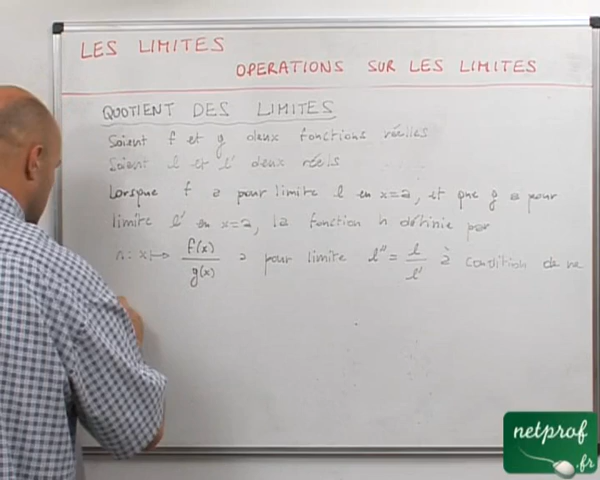 LES LIMITES
OPERATIONS SUR LES LIMITES
QUOTIENT DES LIMITES
Soient f et g deux fonctions réelles
Soient l et l' deux réels
Lorsque f a pour limite l en x=a, et que g a pour
limite l' en x=a, la fonction h définie par
h: x ↦ f(x)/g(x) a pour limite l'' = l/l' à condition de ne
netprof
.fr